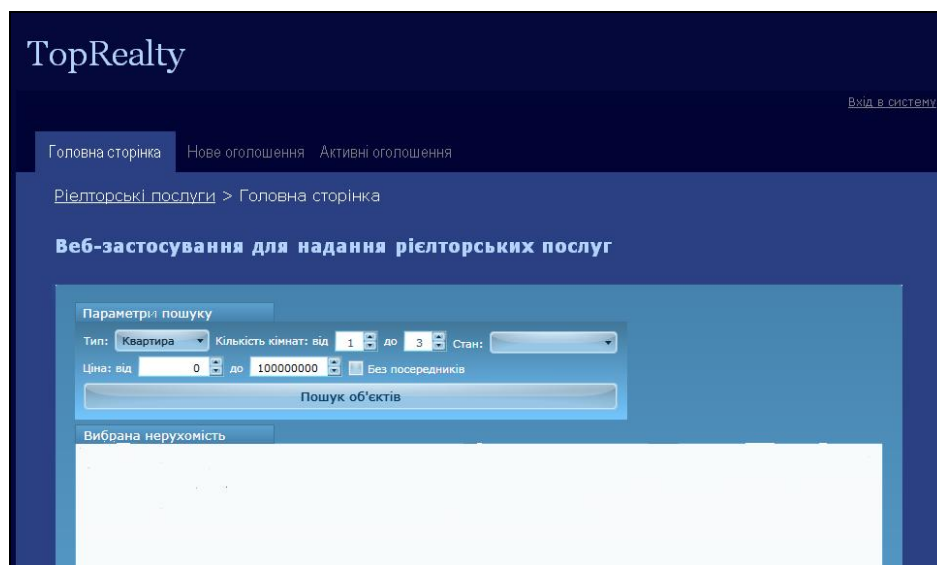 TopRealty
Вхід в систему
Головна сторінка Нове оголошення Активні оголошення
Ріелторські послуги > Головна сторінка
Веб-застосування для надання рієлторських послуг
Параметри пошуку
Тип: Квартира Кількість кімнат: від 1 до 3 Стан:
Ціна: від 0 до 100000000 Без посередників
Пошук об'єктів
Вибрана нерухомість